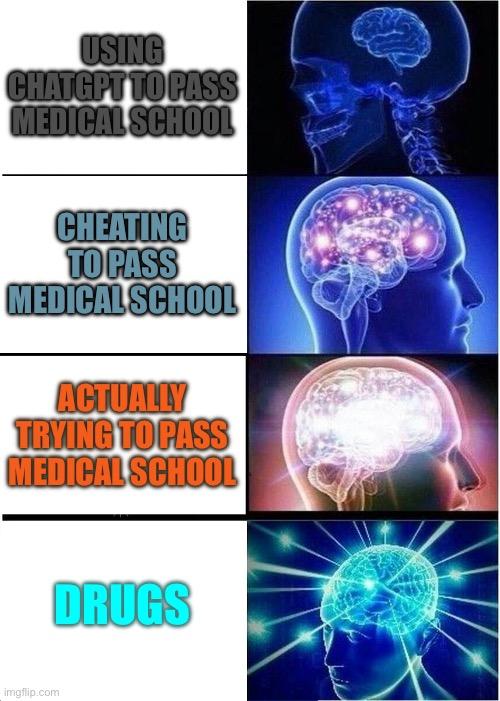 USING
CHATGPT TO PASS
MEDICAL SCHOOL
CHEATING
TO PASS
MEDICAL SCHOOL
ACTUALLY
TRYING TO PASS
MEDICAL SCHOOL
DRUGS
imgflip.com